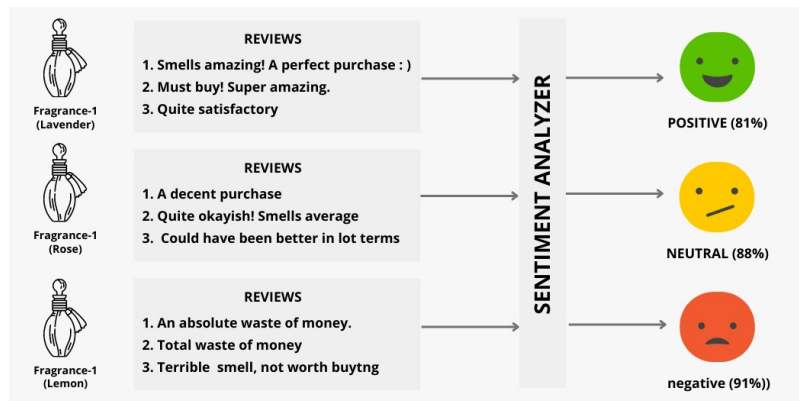 REVIEWS
1. Smells amazing! A perfect purchase : )
2. Must buy! Super amazing.
3. Quite satisfactory
Fragrance-1
(Lavender)
POSITIVE (81%)
REVIEWS
1. A decent purchase
2. Quite okayish! Smells average
3. Could have been better in lot terms
Fragrance-1
(Rose)
SENTIMENT ANALYZER
NEUTRAL (88%)
REVIEWS
1. An absolute waste of money.
2. Total waste of money
3. Terrible smell, not worth buytng
Fragrance-1
(Lemon)
negative (91%))